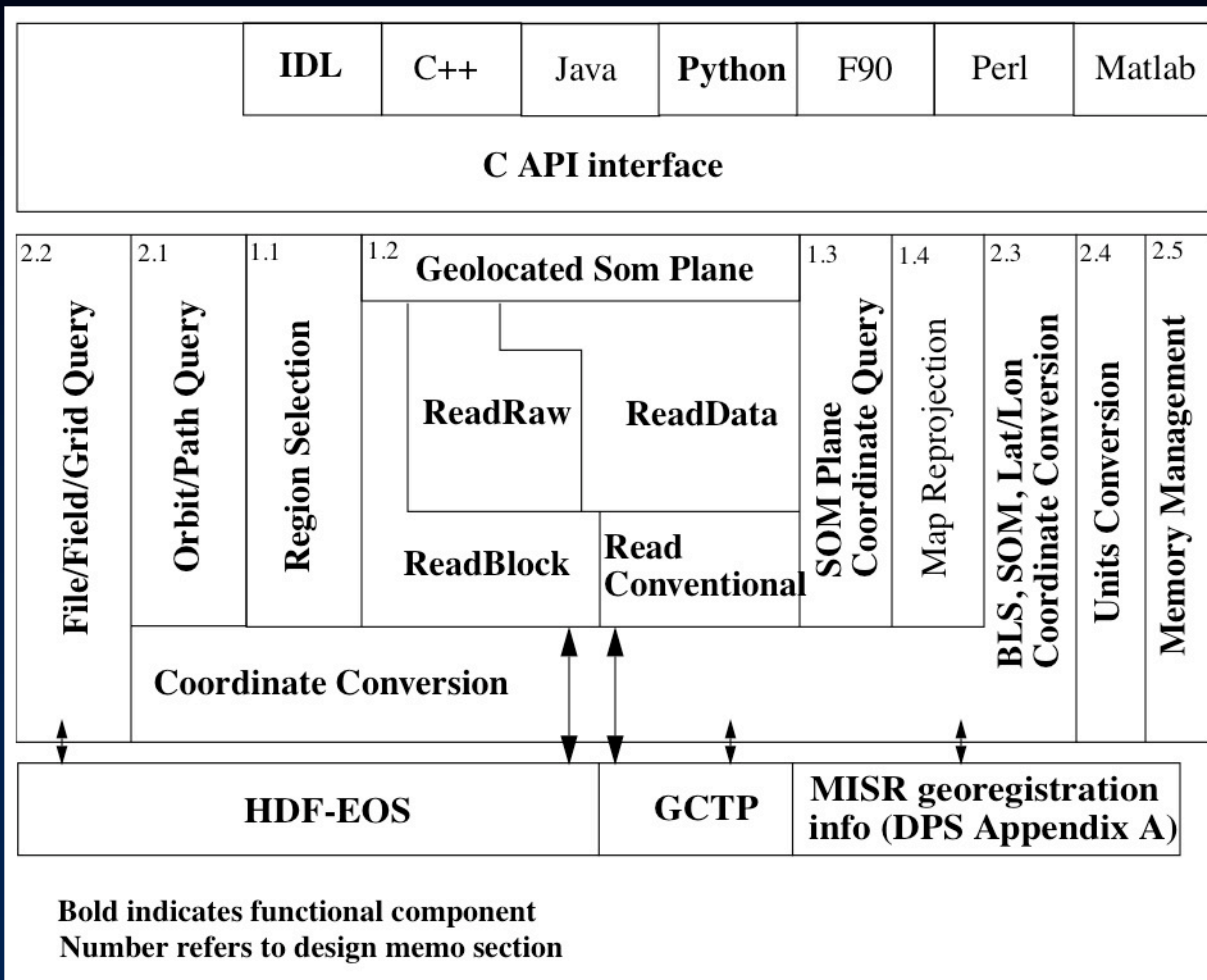 IDL
C++
Java
Python
F90
Perl
Matlab
C API interface
2.2
File/Field/Grid Query
2.1
Orbit/Path Query
1.1
Region Selection
1.2
Geolocated Som Plane
ReadRaw
ReadData
ReadBlock
Read
Conventional
1.3
SOM Plane
Coordinate Query
1.4
Map Reprojection
2.3
BLS, SOM, Lat/Lon
Coordinate Conversion
2.4
Units Conversion
2.5
Memory Management
Coordinate Conversion
HDF-EOS
GCTP
MISR georegistration
info (DPS Appendix A)
Bold indicates functional component
Number refers to design memo section